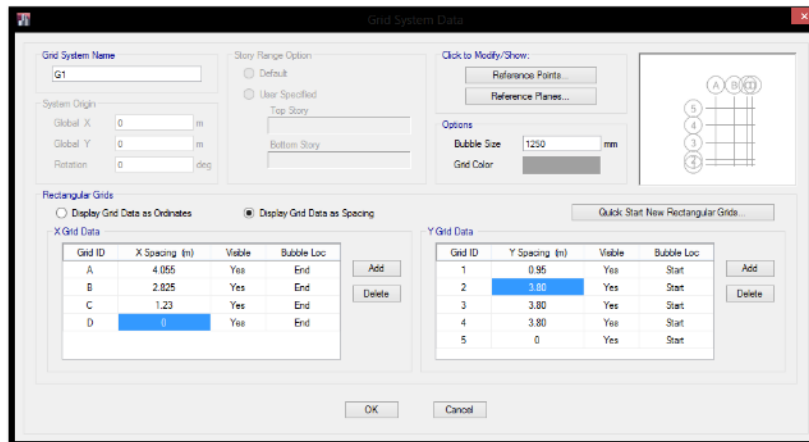 Grid System Data
Grid System Name
G1
Story Range Option
Default
User Specified
Top Story
Bottom Story
Click to Modify/Show:
Reference Points...
Reference Planes...
System Origin
Global X 0 m
Global Y 0 m
Rotation 0 deg
Options
Bubble Size 1250 mm
Grid Color
A B
5
4
3
Rectangular Grids
Display Grid Data as Ordinates Display Grid Data as Spacing Quick Start New Rectangular Grids...
X Grid Data
Grid ID X Spacing (m) Visible Bubble Loc
A 4.055 Yes End
B 2.825 Yes End
C 1.23 Yes End
D 0 Yes End
Add
Delete
Y Grid Data
Grid ID Y Spacing (m) Visible Bubble Loc
1 0.95 Yes Start
2 3.80 Yes Start
3 3.80 Yes Start
4 3.80 Yes Start
5 0 Yes Start
Add
Delete
OK Cancel